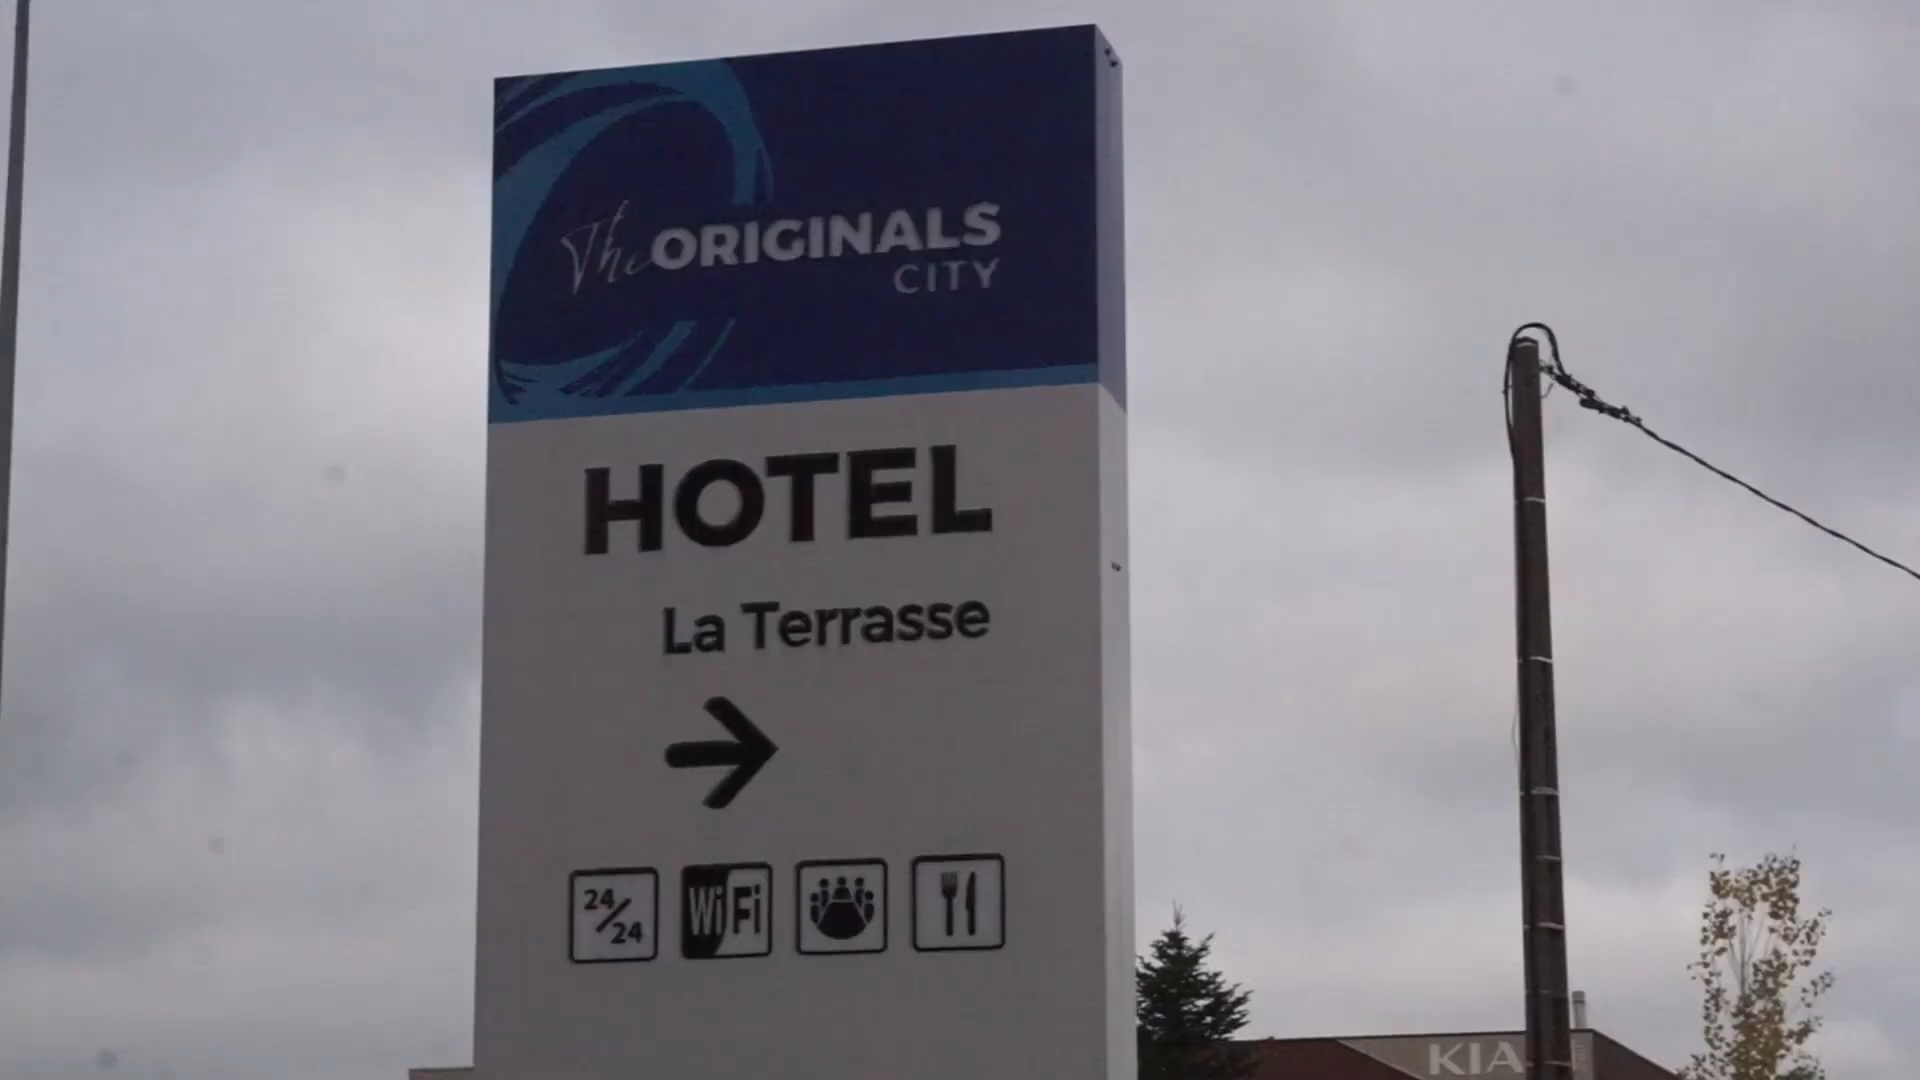 The ORIGINALS
CITY
HOTEL
La Terrasse
24/24
WiFi
KIA